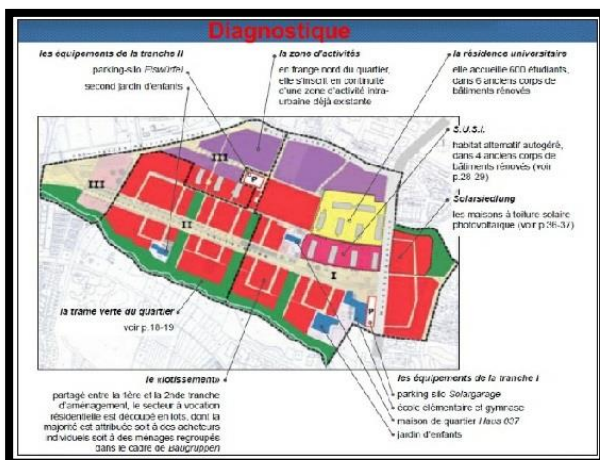 Diagnostique
les équipements de la tranche II
parking-silo Eiswürfel
second jardin d'enfants
la zone d'activités
en frange nord du quartier,
elle s'inscrit en continuité
d'une zone d'activité intra-
urbaine déjà existante
la résidence universitaire
elle accueille 600 étudiants,
dans 6 anciens corps de
bâtiments rénovés
S.U.S.I.
habitat alternatif autogéré,
dans 4 anciens corps de
bâtiments rénovés (voir
p.28-29)
Solarsiedlung
les maisons à toiture solaire
photovoltaïque (voir p.36-37)
III
III
P
II
I
P
la trame verte du quartier
voir p.18-19
le «lotissement»
partagé entre la 1ère et la 2nde tranche
d'aménagement, le secteur à vocation
résidentielle est découpé en lots, dont la
majorité est attribuée soit à des acheteurs
individuels soit à des ménages regroupés
dans le cadre de Baugruppen
les équipements de la tranche I
parking silo Solargarage
école élémentaire et gymnase
maison de quartier Haus 037
jardin d'enfants